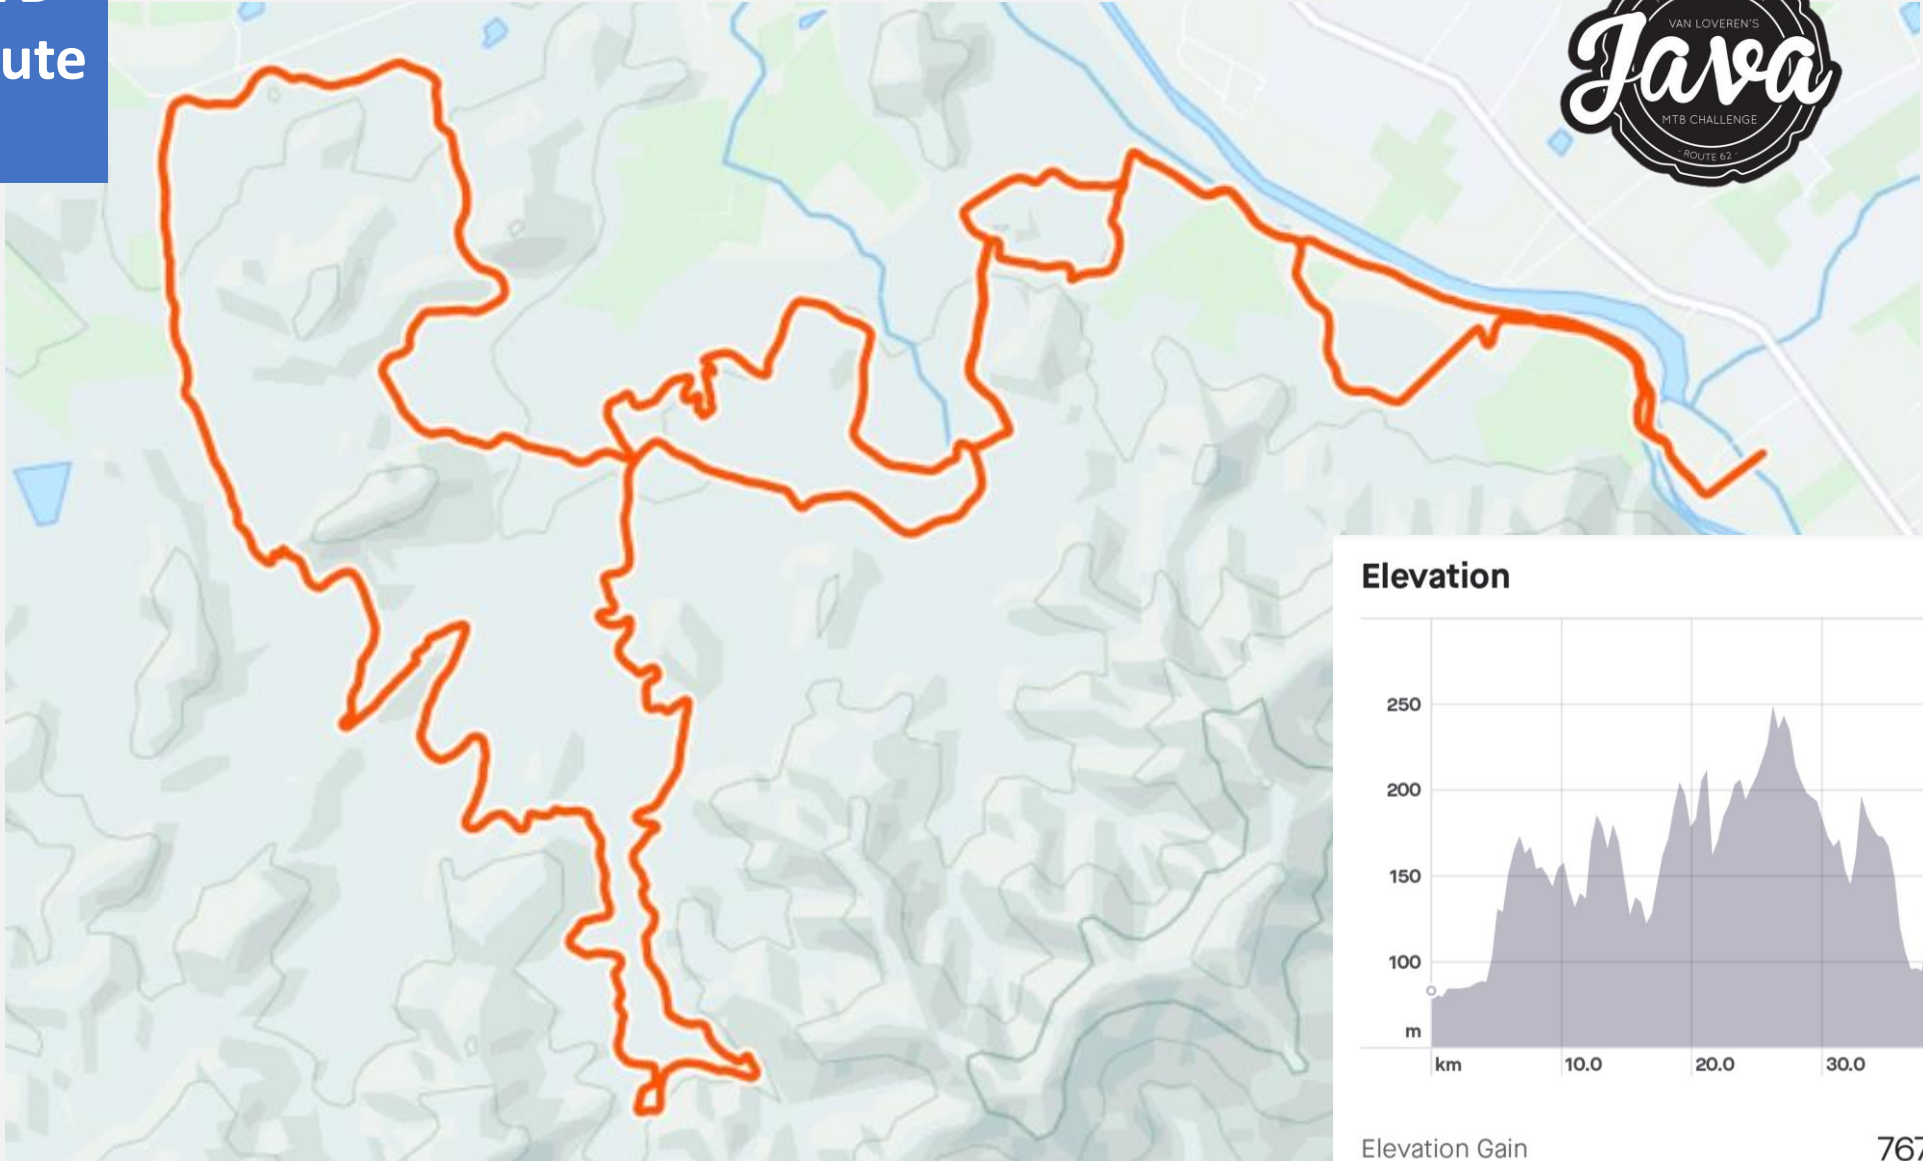 ute
VAN LOVEREN'S
Java
MTB CHALLENGE
- ROUTE 62 -
Elevation
250
200
150
100
m
km 10.0 20.0 30.0
Elevation Gain 767